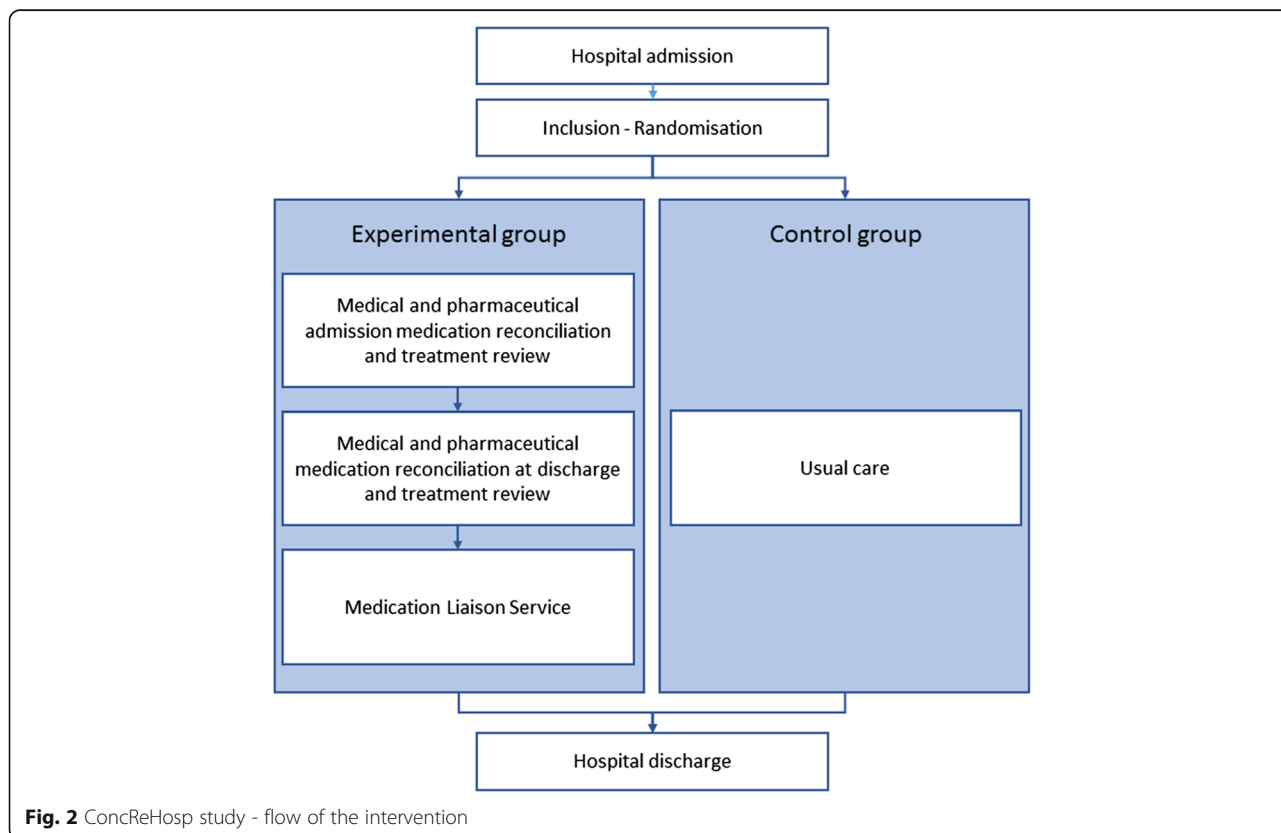 Hospital admission
Inclusion - Randomisation
Experimental group
Medical and pharmaceutical
admission medication reconciliation
and treatment review
Medical and pharmaceutical
medication reconciliation at discharge
and treatment review
Medication Liaison Service
Control group
Usual care
Hospital discharge
Fig. 2 ConcReHosp study - flow of the intervention